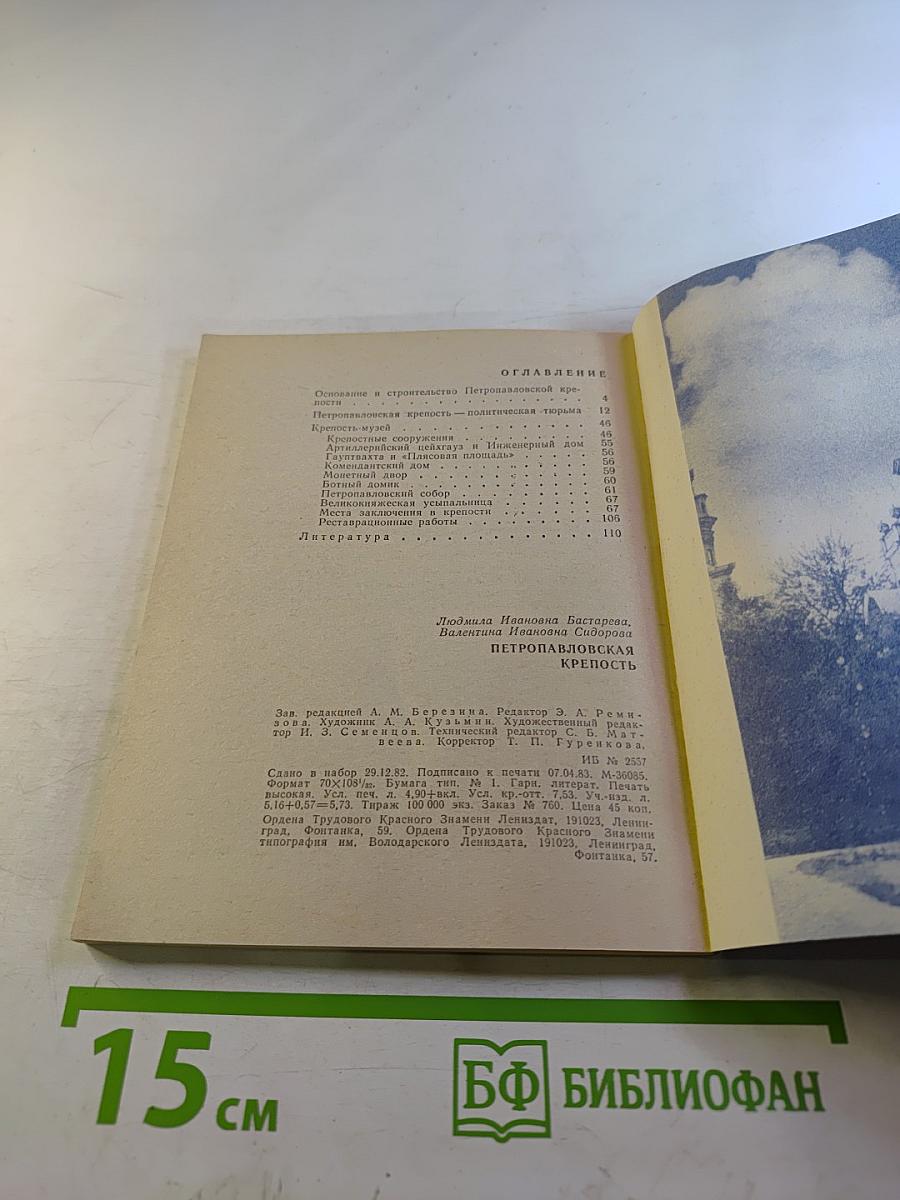 ОГЛАВЛЕНИЕ
Основание и строительство Петропавловской кре-
пости . . . . . . . . . . . . . . . . 4
Петропавловская крепость — политическая тюрьма 12
Крепость-музей . . . . . . . . . . . . . 46
Крепостные сооружения . . . . . . . . . 46
Артиллерийский цейхгауз и Инженерный дом 55
Гауптвахта и «Плясовая площадь» . . . . . 56
Комендантский дом . . . . . . . . . . 56
Монетный двор . . . . . . . . . . . . 59
Ботный домик . . . . . . . . . . . . 60
Петропавловский собор . . . . . . . . . 61
Великокняжеская усыпальница . . . . . . . 67
Места заключения в крепости . . . . . . . 67
Реставрационные работы . . . . . . . . . 106
Литература . . . . . . . . . . . . . 110
Людмила Ивановна Бастарева,
Валентина Ивановна Сидорова
ПЕТРОПАВЛОВСКАЯ
КРЕПОСТЬ
Зав. редакцией А. М. Березина. Редактор Э. А. Реми-
зова. Художник А. А. Кузьмин. Художественный редак-
тор И. З. Семенцов. Технический редактор С. Б. Мат-
веева. Корректор Т. П. Гуренкова.
ИБ № 2557
Сдано в набор 29.12.82. Подписано к печати 07.04.83. М-36085.
Формат 70×108¹/₃₂. Бумага тип. № 1. Гарн. литерат. Печать
высокая. Усл. печ. л. 4,90+вкл. Усл. кр.-отт. 7,53. Уч.-изд. л.
5,16+0,57=5,73. Тираж 100 000 экз. Заказ № 760. Цена 45 коп.
Ордена Трудового Красного Знамени Лениздат, 191023, Ленин-
град, Фонтанка, 59. Ордена Трудового Красного Знамени
типография им. Володарского Лениздата, 191023, Ленинград,
Фонтанка, 57.
15 см
БФ БИБЛИОФАН